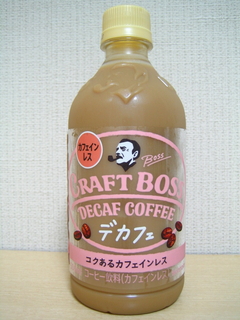 カフェイン
レス
Boss
CRAFT BOSS
DECAF COFFEE
デカフェ
コクあるカフェインレス
コーヒー飲料(カフェインレス